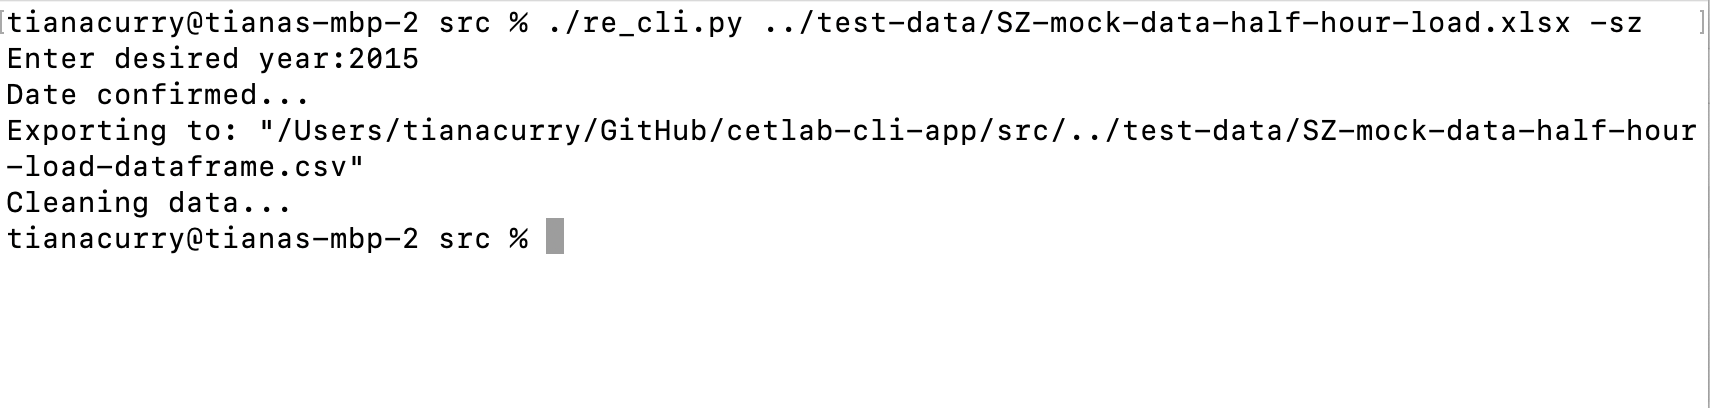 [tianacurry@tianas-mbp-2 src % ./re_cli.py ../test-data/SZ-mock-data-half-hour-load.xlsx -sz ]
Enter desired year:2015
Date confirmed...
Exporting to: "/Users/tianacurry/GitHub/cetlab-cli-app/src/../test-data/SZ-mock-data-half-hour
-load-dataframe.csv"
Cleaning data...
tianacurry@tianas-mbp-2 src %